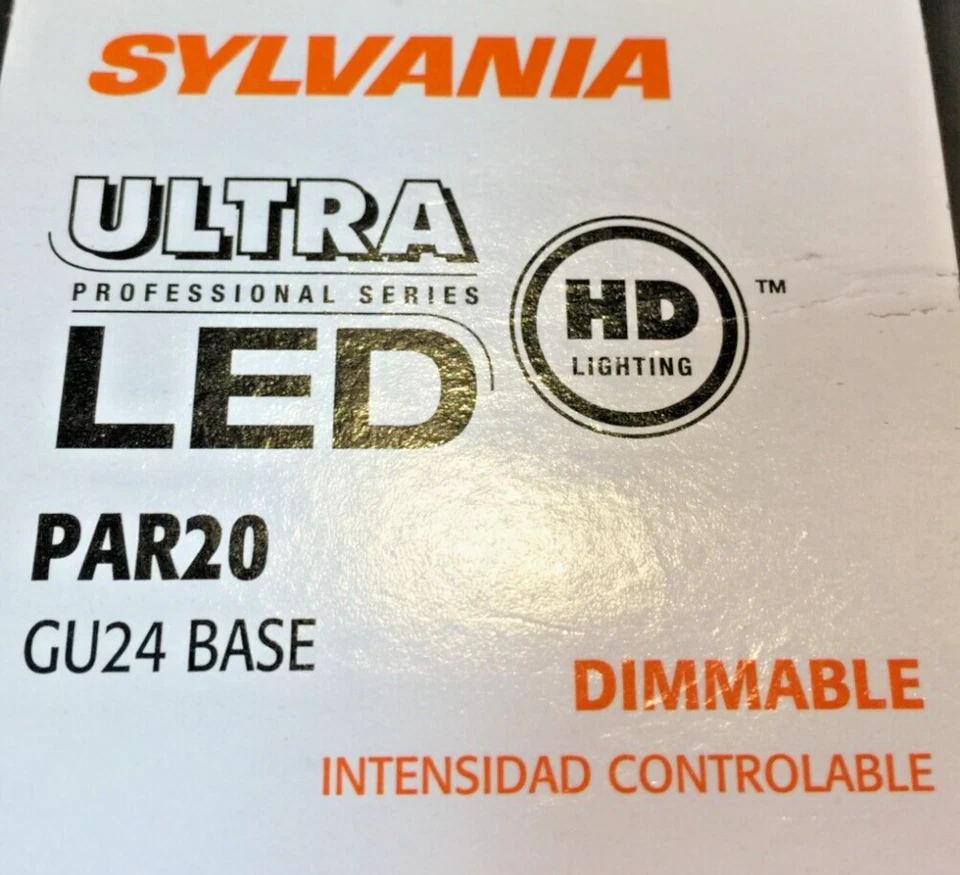 SYLVANIA
ULTRA
PROFESSIONAL SERIES
LED
HD
LIGHTING
™
PAR20
GU24 BASE
DIMMABLE
INTENSIDAD CONTROLABLE